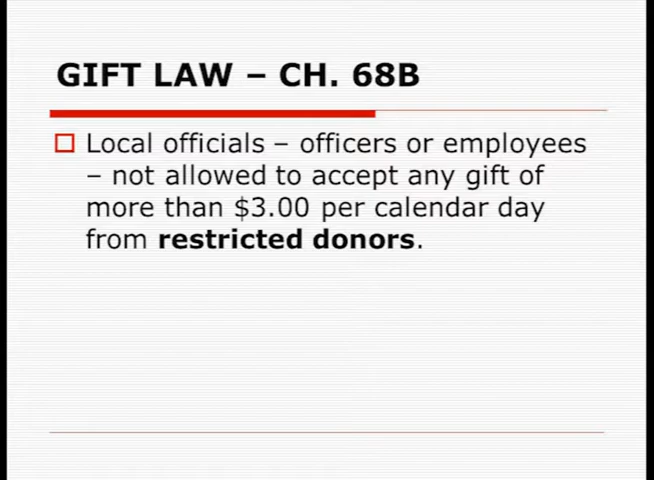 GIFT LAW – CH. 68B
Local officials – officers or employees
– not allowed to accept any gift of
more than $3.00 per calendar day
from restricted donors.